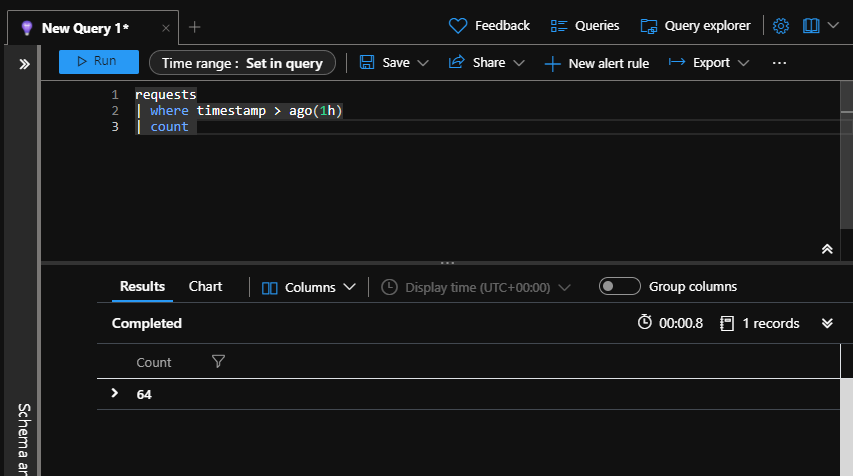 New Query 1*
Feedback
Queries
Query explorer
Run
Time range : Set in query
Save
Share
New alert rule
Export
1 requests
2 | where timestamp > ago(1h)
3 | count
Results
Chart
Columns
Display time (UTC+00:00)
Group columns
Completed
00:00.8
1 records
Count
64
Schema